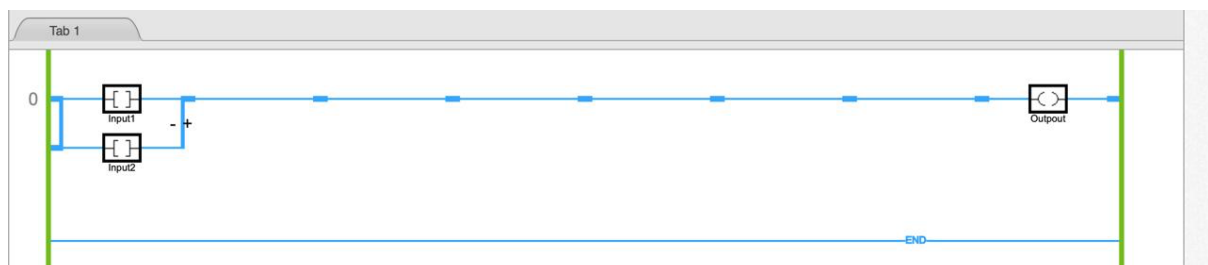 Tab 1
0
Input1
Outpout
- +
Input2
END